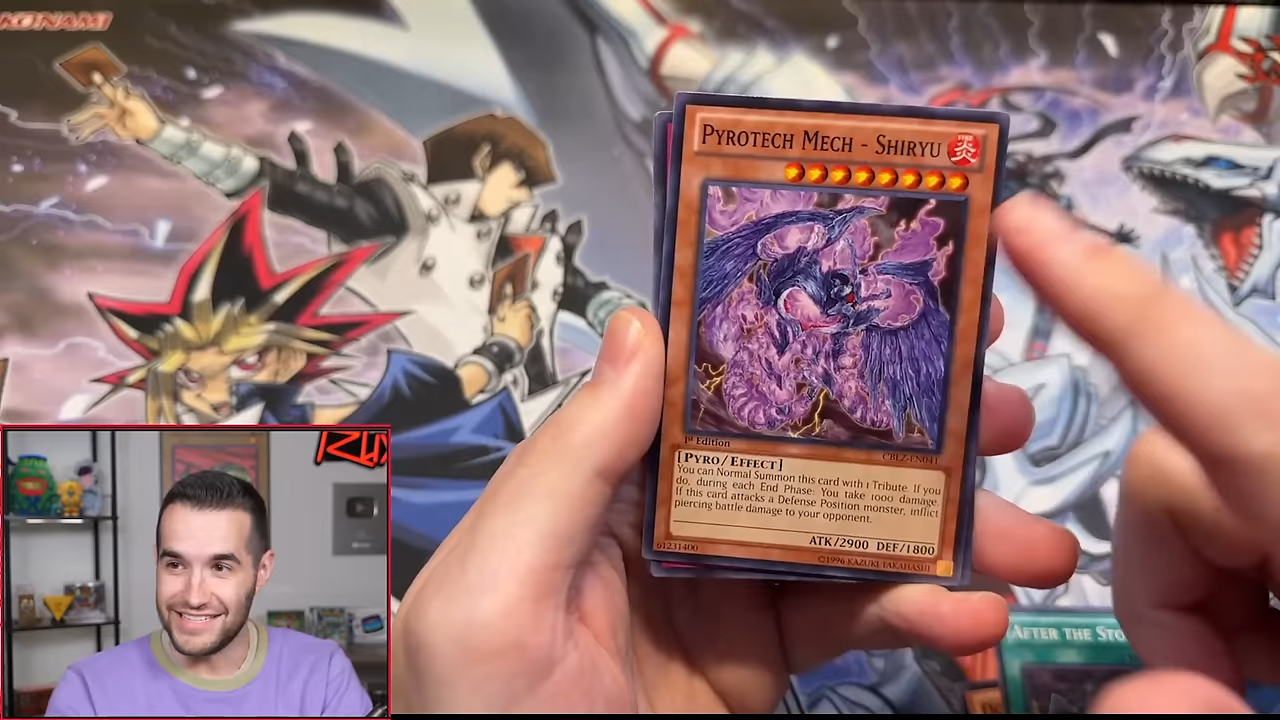 KONAMI
PYROTECH MECH - SHIRYU
FIRE
炎
1st Edition
CBLZ-EN041
[PYRO/EFFECT]
You can Normal Summon this card with 1 Tribute. If you
do, during each End Phase: You take 1000 damage.
If this card attacks a Defense Position monster, inflict
piercing battle damage to your opponent.
ATK/2900 DEF/1800
61231400
©1996 KAZUKI TAKAHASHI
AFTER THE STO